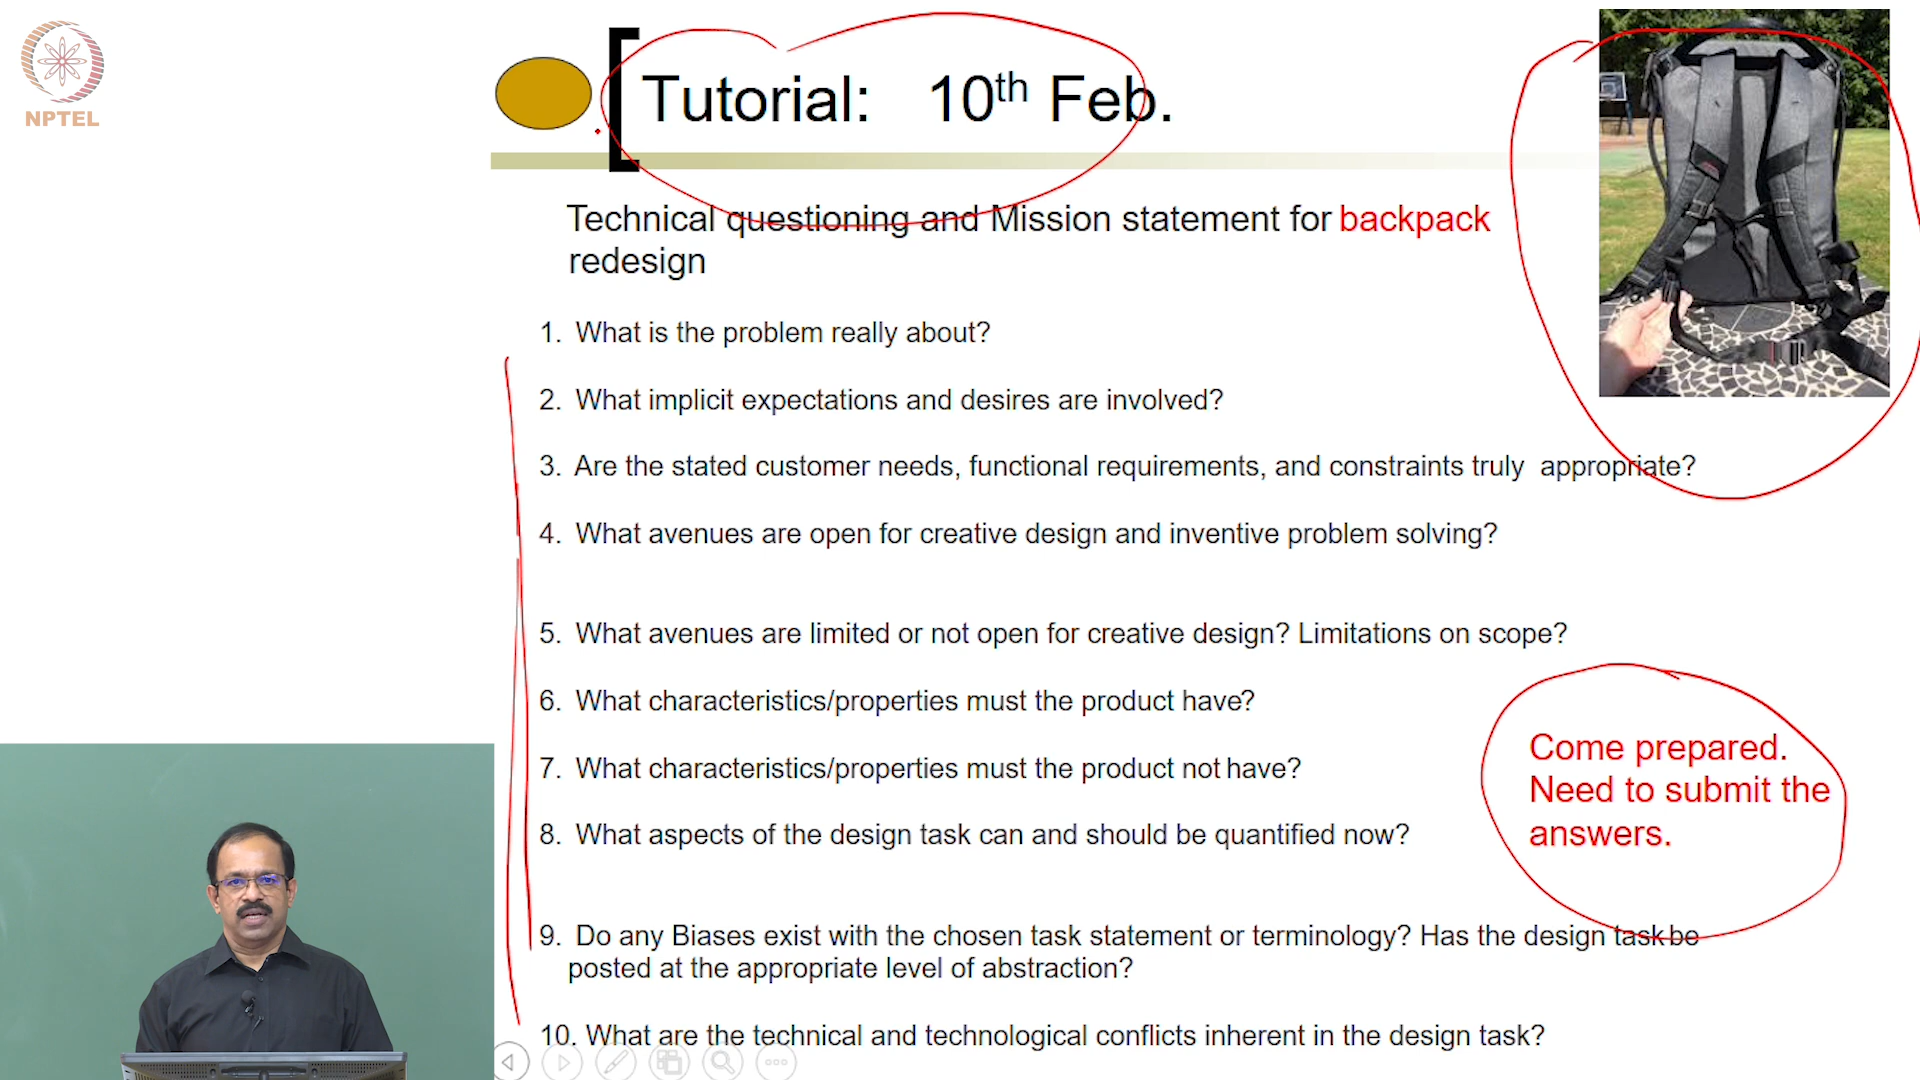 NPTEL
Tutorial: 10th Feb.
Technical questioning and Mission statement for backpack
redesign
1. What is the problem really about?
2. What implicit expectations and desires are involved?
3. Are the stated customer needs, functional requirements, and constraints truly appropriate?
4. What avenues are open for creative design and inventive problem solving?
5. What avenues are limited or not open for creative design? Limitations on scope?
6. What characteristics/properties must the product have?
7. What characteristics/properties must the product not have?
8. What aspects of the design task can and should be quantified now?
Come prepared.
Need to submit the
answers.
9. Do any Biases exist with the chosen task statement or terminology? Has the design task be
posted at the appropriate level of abstraction?
10. What are the technical and technological conflicts inherent in the design task?